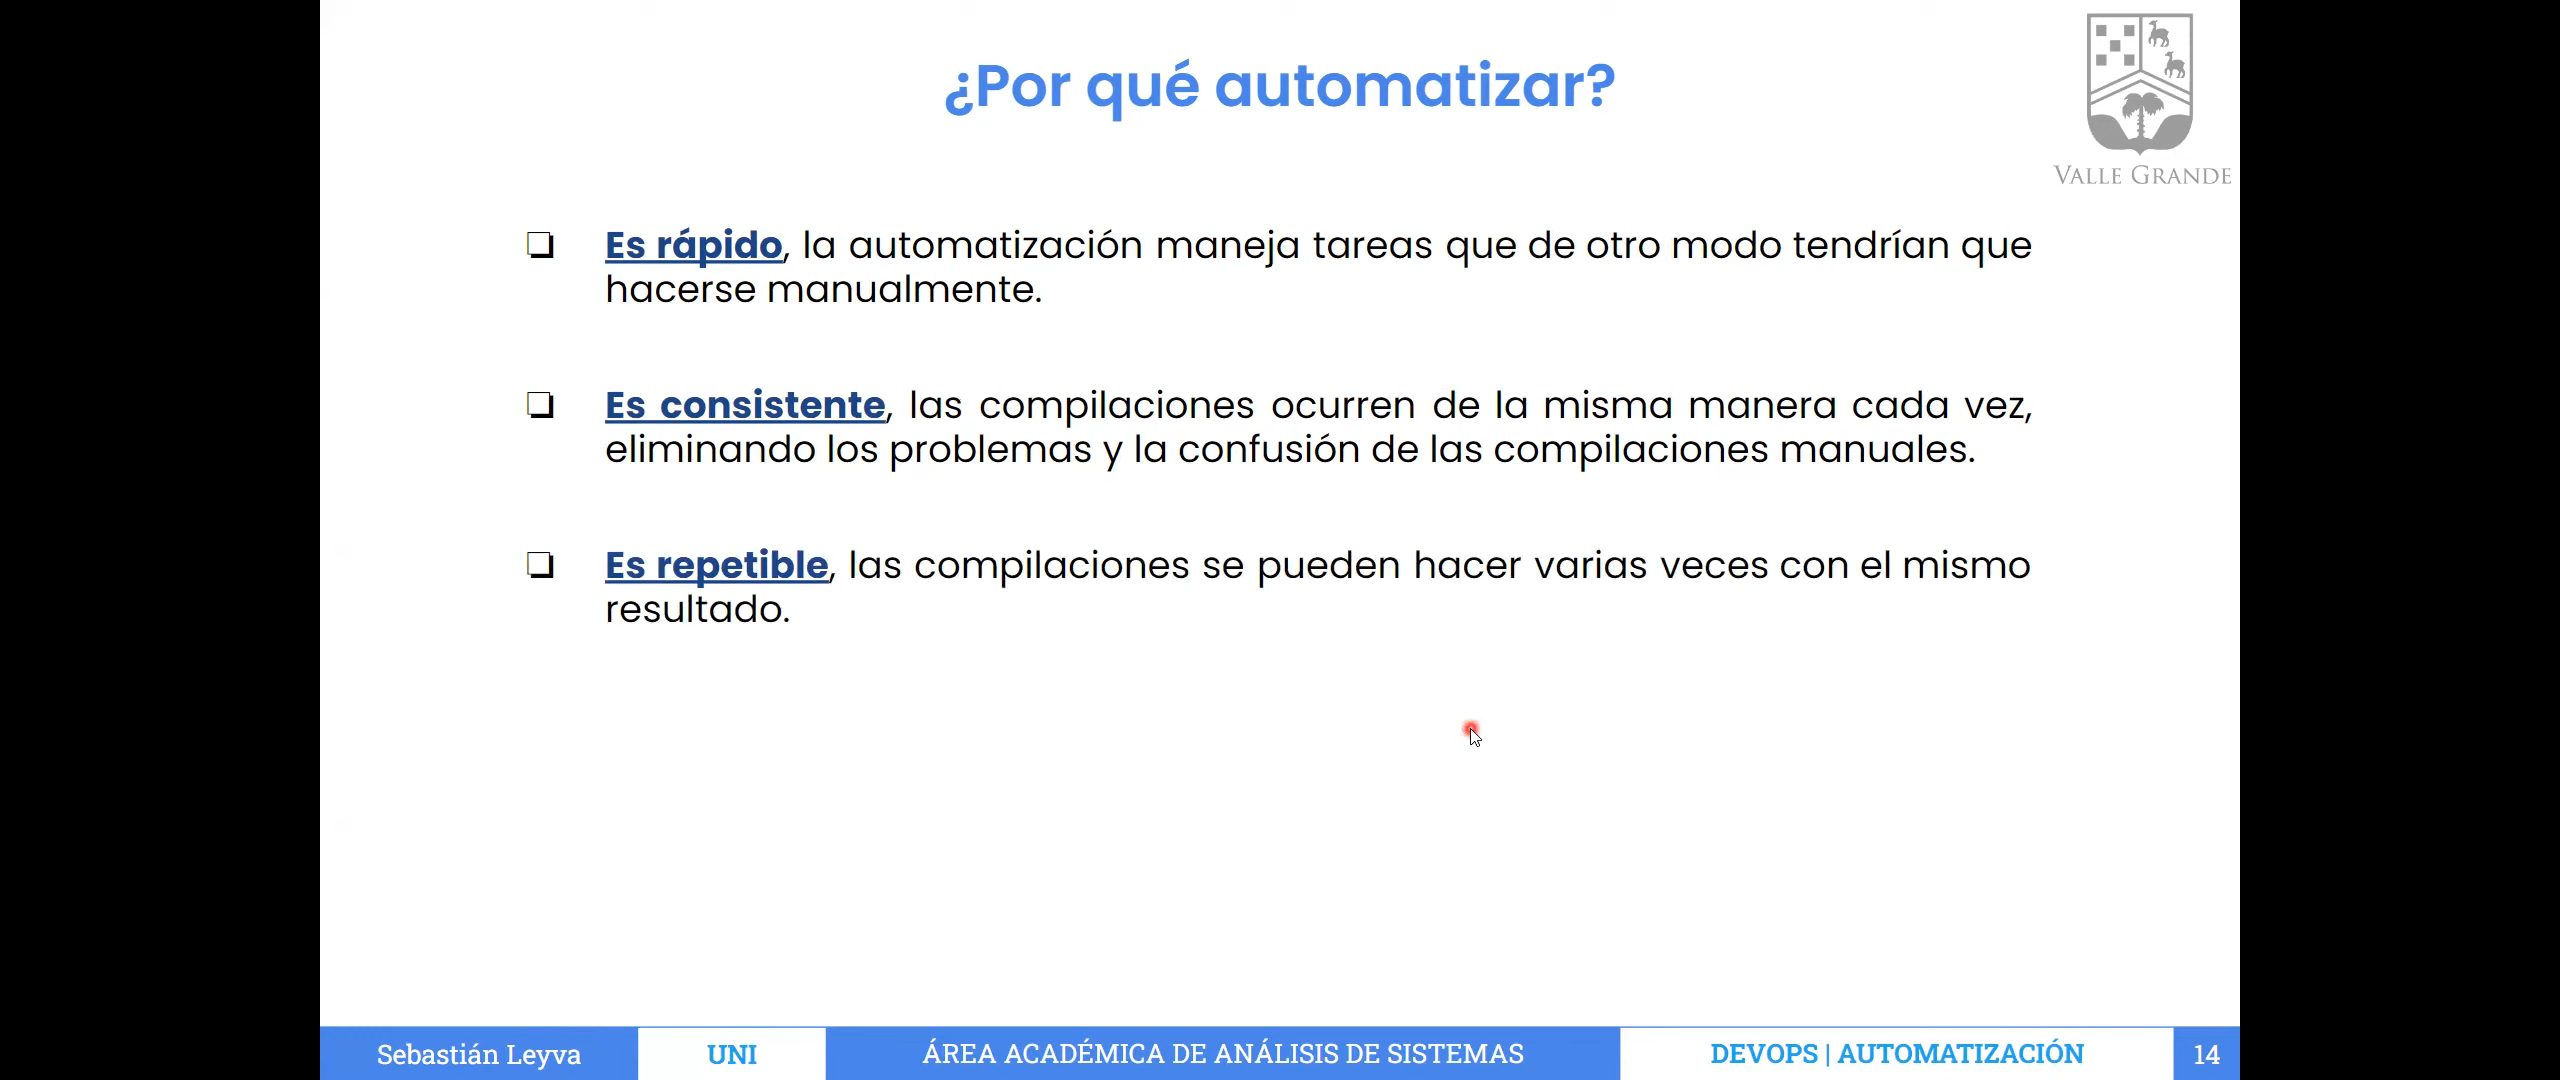 ¿Por qué automatizar?
VALLE GRANDE
❏ Es rápido, la automatización maneja tareas que de otro modo tendrían que
hacerse manualmente.
❏ Es consistente, las compilaciones ocurren de la misma manera cada vez,
eliminando los problemas y la confusión de las compilaciones manuales.
❏ Es repetible, las compilaciones se pueden hacer varias veces con el mismo
resultado.
Sebastián Leyva
UNI
ÁREA ACADÉMICA DE ANÁLISIS DE SISTEMAS
DEVOPS | AUTOMATIZACIÓN
14